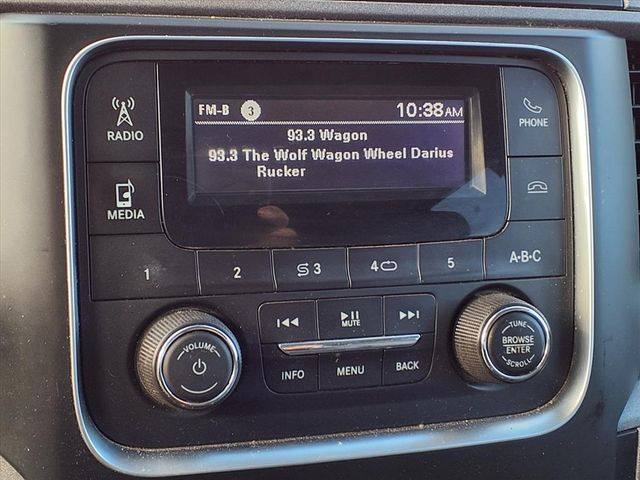 FM-B 3 10:38AM
93.3 Wagon
93.3 The Wolf Wagon Wheel Darius
Rucker
RADIO
MEDIA
PHONE
1 2 3 4 5 A•B•C
VOLUME
MUTE
INFO MENU BACK
TUNE
BROWSE
ENTER
SCROLL